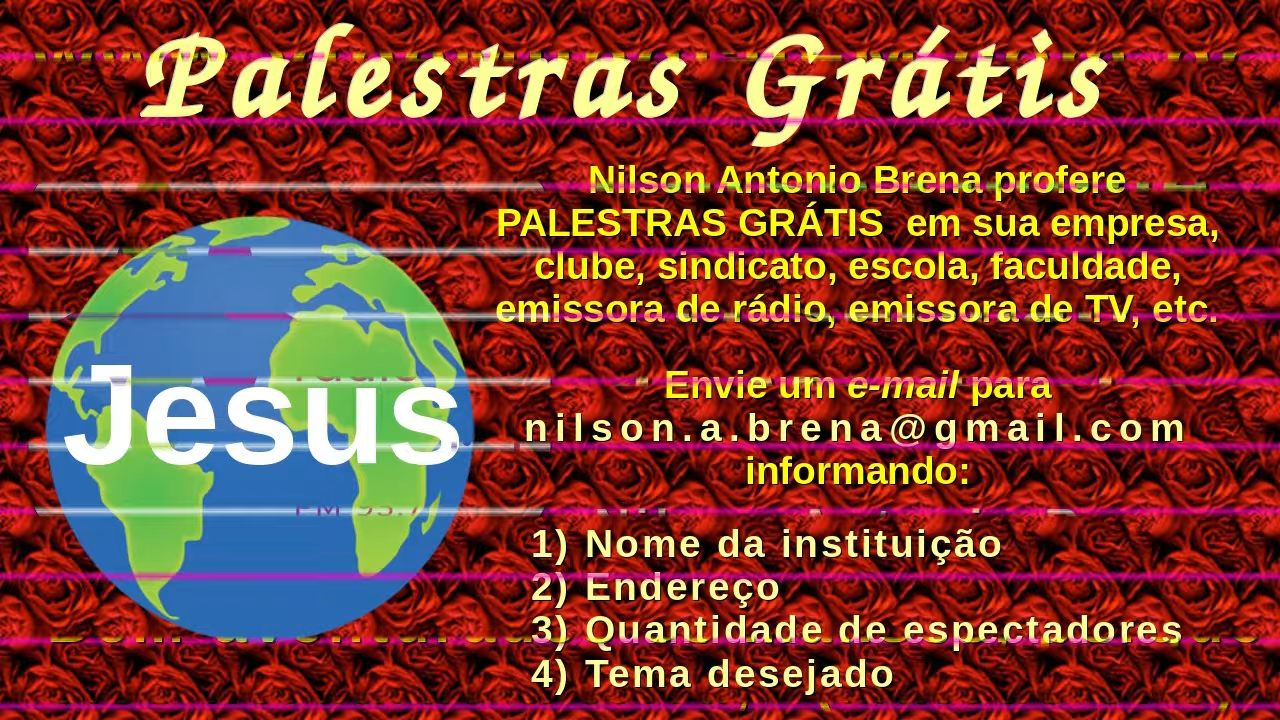 Palestras Grátis
Nilson Antonio Brena profere
PALESTRAS GRÁTIS em sua empresa,
clube, sindicato, escola, faculdade,
emissora de rádio, emissora de TV, etc.
Envie um e-mail para
nilson.a.brena@gmail.com
informando:
Jesus
1) Nome da instituição
2) Endereço
3) Quantidade de espectadores
4) Tema desejado